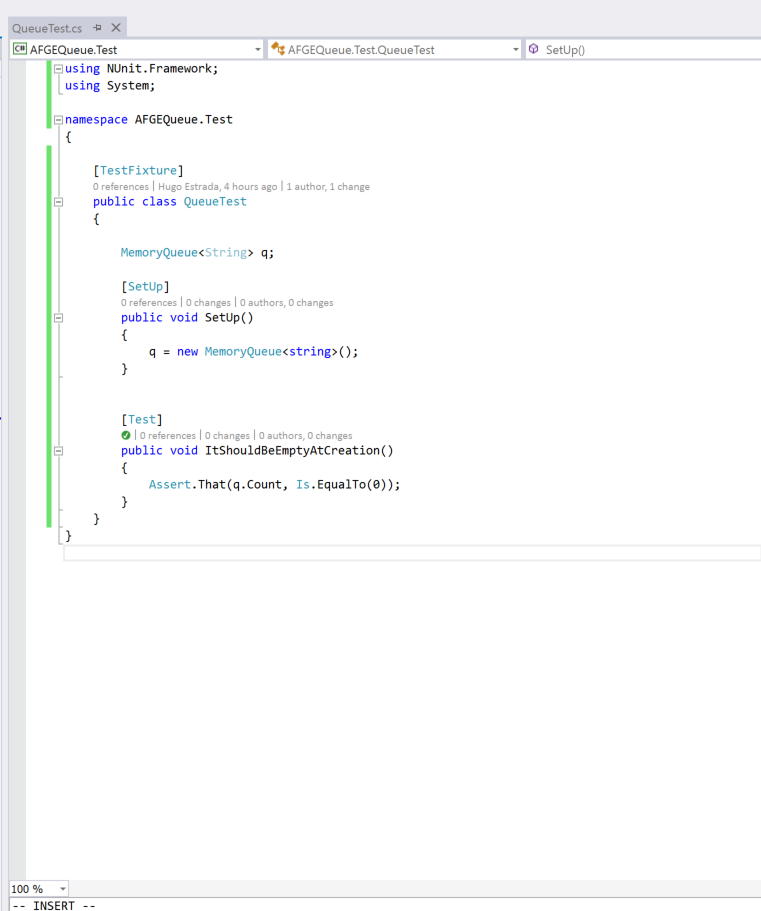 QueueTest.cs
C# AFGEQueue.Test AFGEQueue.Test.QueueTest SetUp()
using NUnit.Framework;
using System;
namespace AFGEQueue.Test
{
[TestFixture]
0 references | Hugo Estrada, 4 hours ago | 1 author, 1 change
public class QueueTest
{
MemoryQueue<String> q;
[SetUp]
0 references | 0 changes | 0 authors, 0 changes
public void SetUp()
{
q = new MemoryQueue<string>();
}
[Test]
0 references | 0 changes | 0 authors, 0 changes
public void ItShouldBeEmptyAtCreation()
{
Assert.That(q.Count, Is.EqualTo(0));
}
}
}
100 %
-- INSERT --